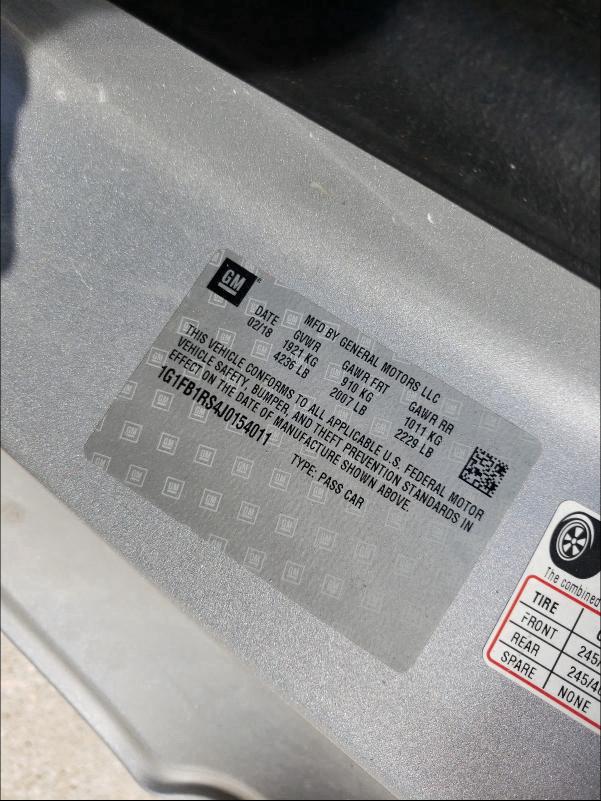 GM
MFD BY GENERAL MOTORS LLC
DATE GVWR GAWR FRT GAWR RR
02/18 1921 KG 910 KG 1011 KG
4236 LB 2007 LB 2229 LB
THIS VEHICLE CONFORMS TO ALL APPLICABLE U.S. FEDERAL MOTOR
VEHICLE SAFETY, BUMPER, AND THEFT PREVENTION STANDARDS IN
EFFECT ON THE DATE OF MANUFACTURE SHOWN ABOVE.
1G1FB1RS4J0154011 TYPE: PASS CAR
The combined
TIRE
FRONT 245/
REAR 245/4
SPARE NONE